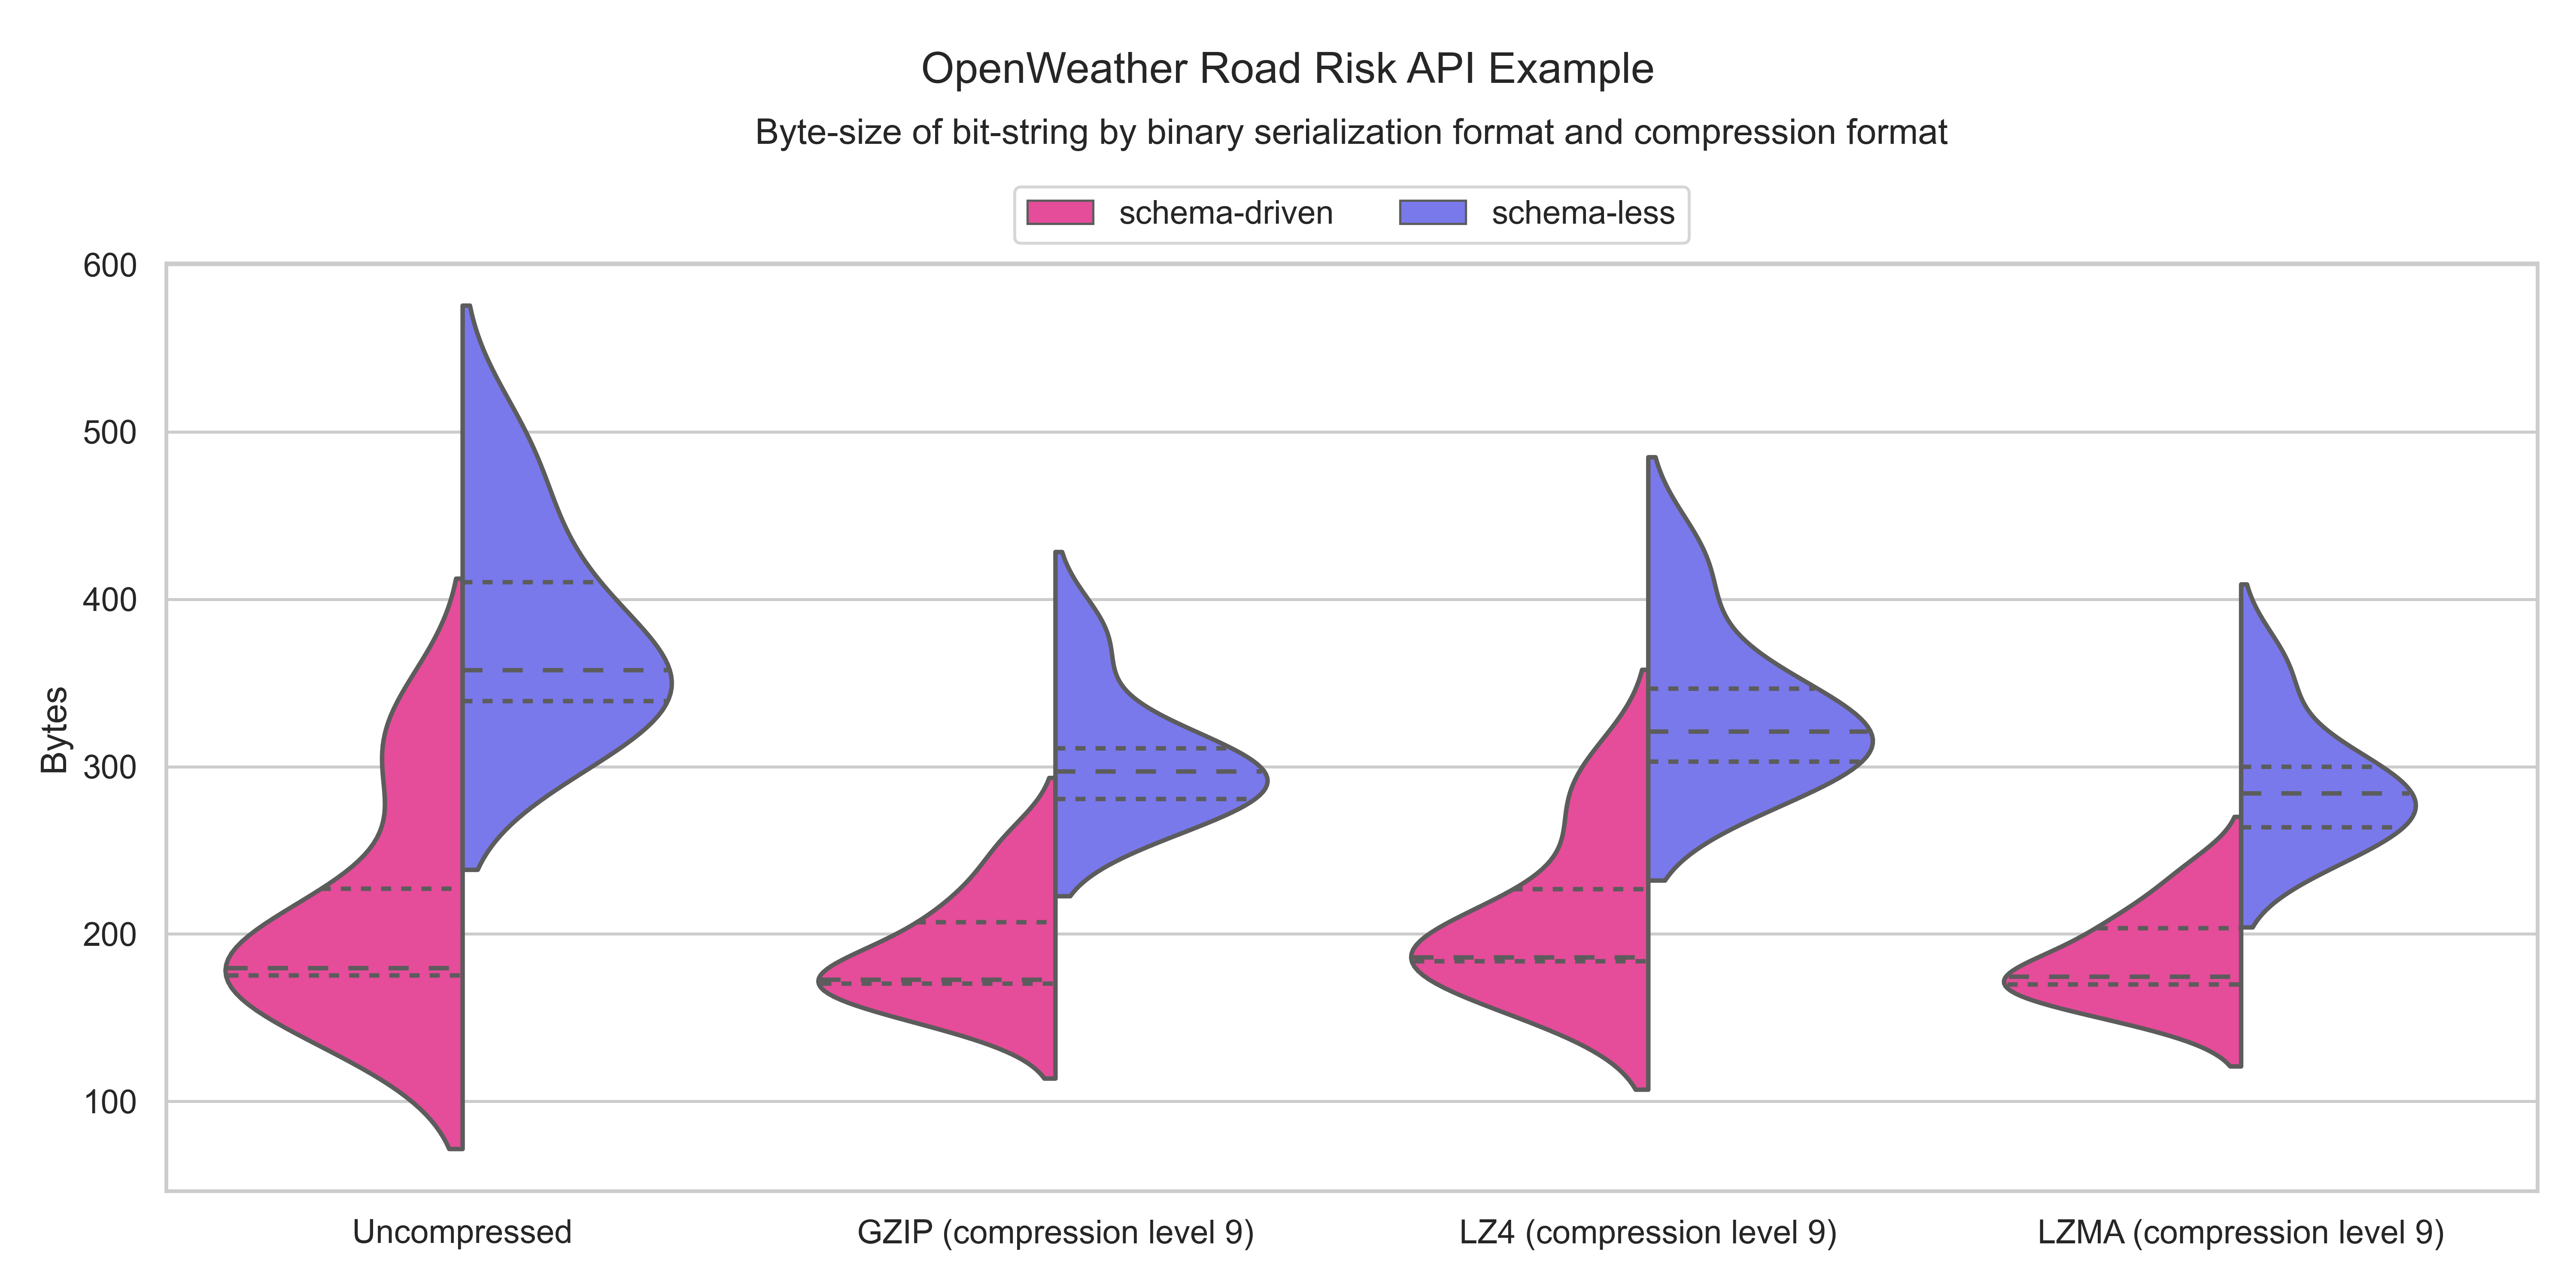 OpenWeather Road Risk API Example
Byte-size of bit-string by binary serialization format and compression format
schema-driven schema-less
600
500
400
300
200
100
Bytes
Uncompressed GZIP (compression level 9) LZ4 (compression level 9) LZMA (compression level 9)